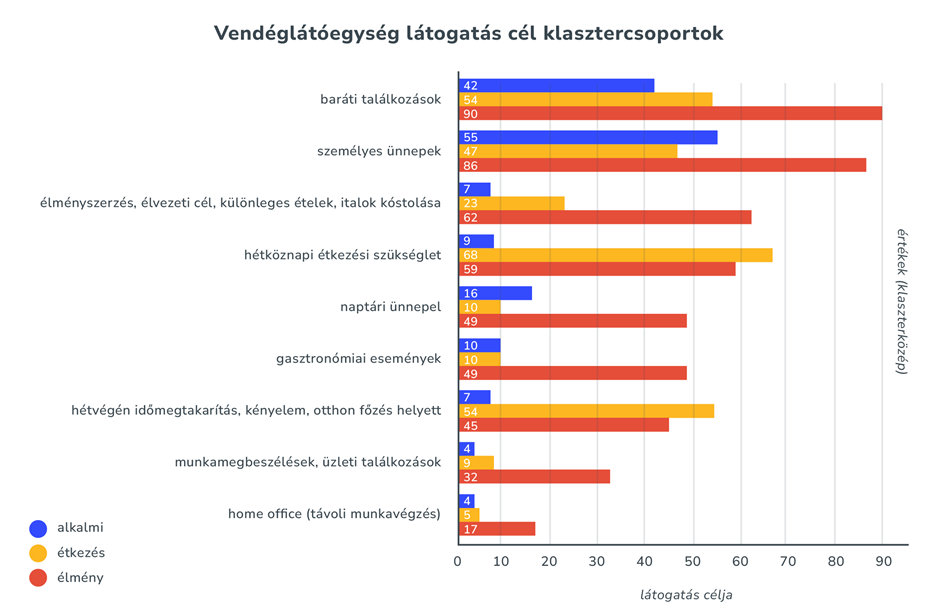 Vendéglátóegység látogatás cél klasztercsoportok
baráti találkozások
42
54
90
személyes ünnepek
55
47
86
élményszerzés, élvezeti cél, különleges ételek, italok kóstolása
7
23
62
hétköznapi étkezési szükséglet
9
68
59
naptári ünnepel
16
10
49
gasztronómiai események
10
10
49
hétvégén időmegtakarítás, kényelem, otthon főzés helyett
7
54
45
munkamegbeszélések, üzleti találkozások
4
9
32
home office (távoli munkavégzés)
4
5
17
értékek (klaszterközép)
alkalmi
étkezés
élmény
0 10 20 30 40 50 60 70 80 90
látogatás célja